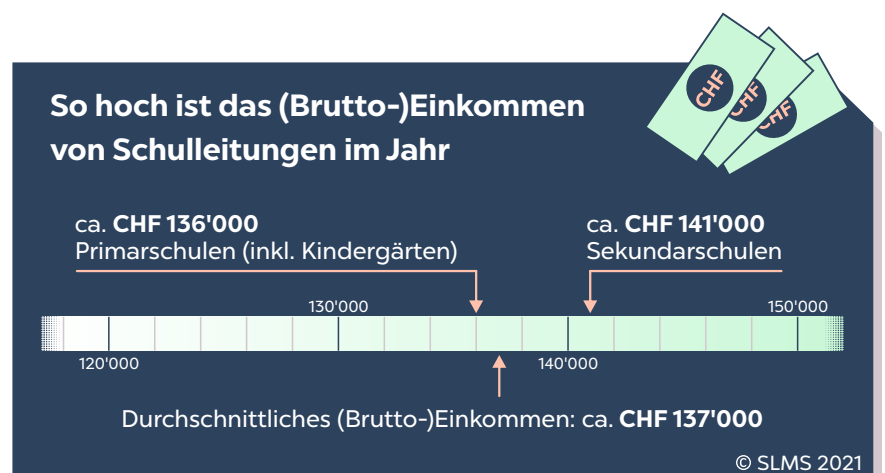 CHF
CHF
CHF
So hoch ist das (Brutto-)Einkommen
von Schulleitungen im Jahr
ca. CHF 136'000
Primarschulen (inkl. Kindergärten)
ca. CHF 141'000
Sekundarschulen
130'000
150'000
120'000
140'000
Durchschnittliches (Brutto-)Einkommen: ca. CHF 137'000
© SLMS 2021